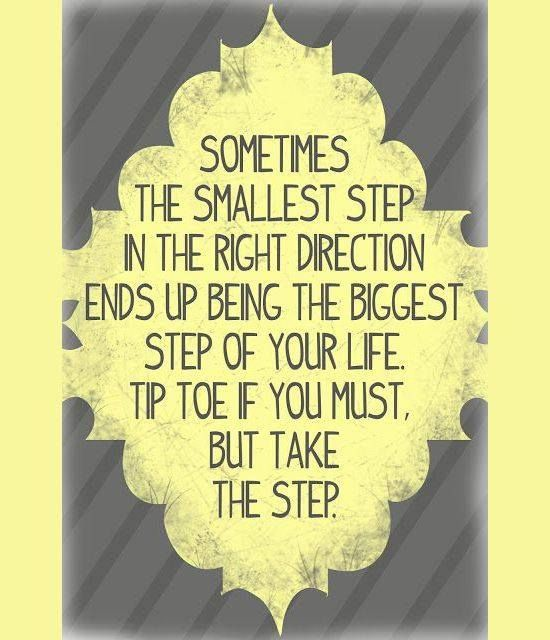 SOMETIMES
THE SMALLEST STEP
IN THE RIGHT DIRECTION
ENDS UP BEING THE BIGGEST
STEP OF YOUR LIFE.
TIP TOE IF YOU MUST,
BUT TAKE
THE STEP.